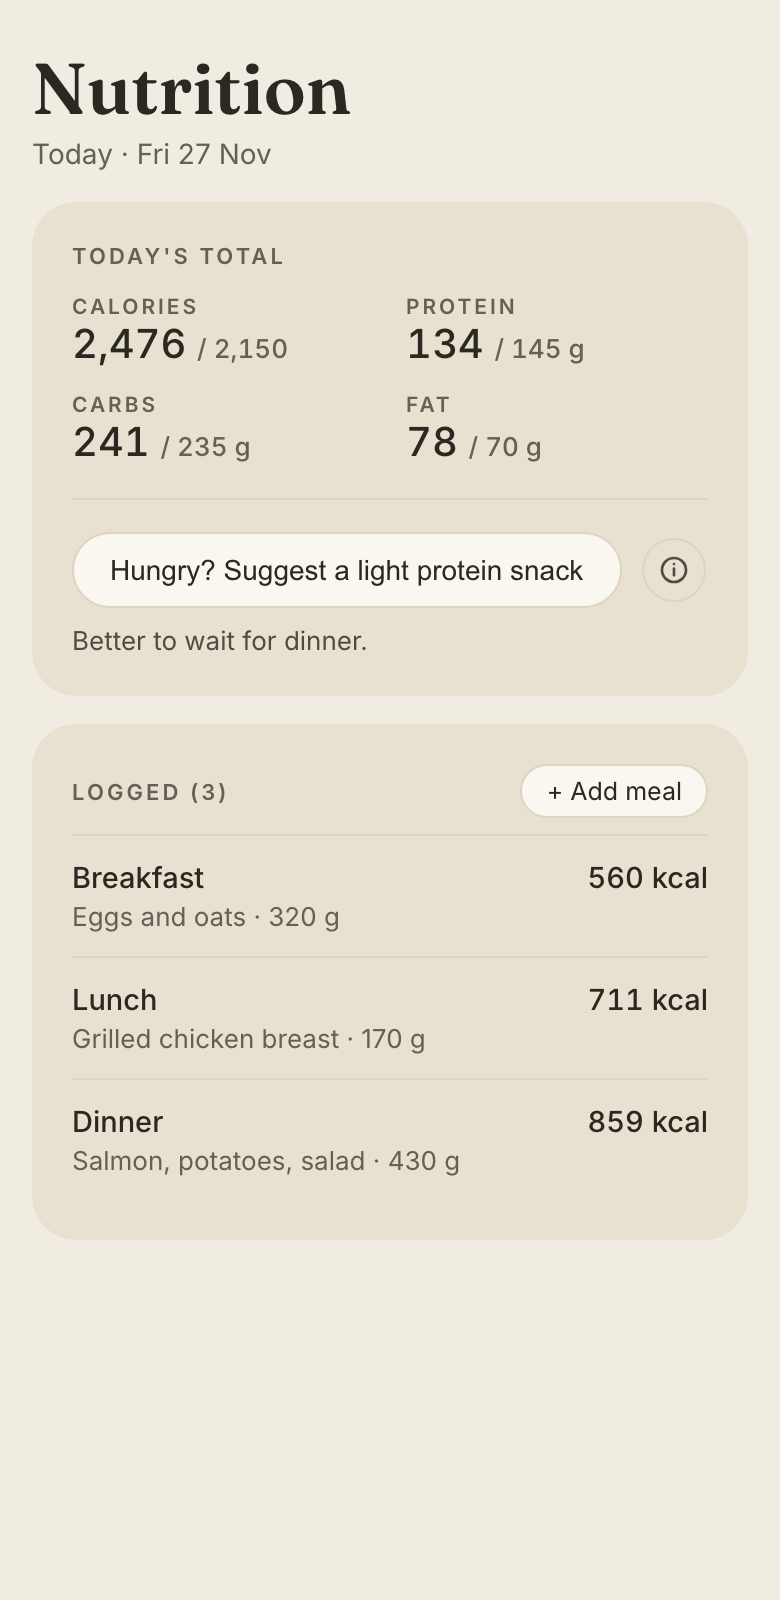 Nutrition
Today · Fri 27 Nov
TODAY'S TOTAL
CALORIES
2,476 / 2,150
PROTEIN
134 / 145 g
CARBS
241 / 235 g
FAT
78 / 70 g
Hungry? Suggest a light protein snack
Better to wait for dinner.
LOGGED (3)
+ Add meal
Breakfast
560 kcal
Eggs and oats · 320 g
Lunch
711 kcal
Grilled chicken breast · 170 g
Dinner
859 kcal
Salmon, potatoes, salad · 430 g